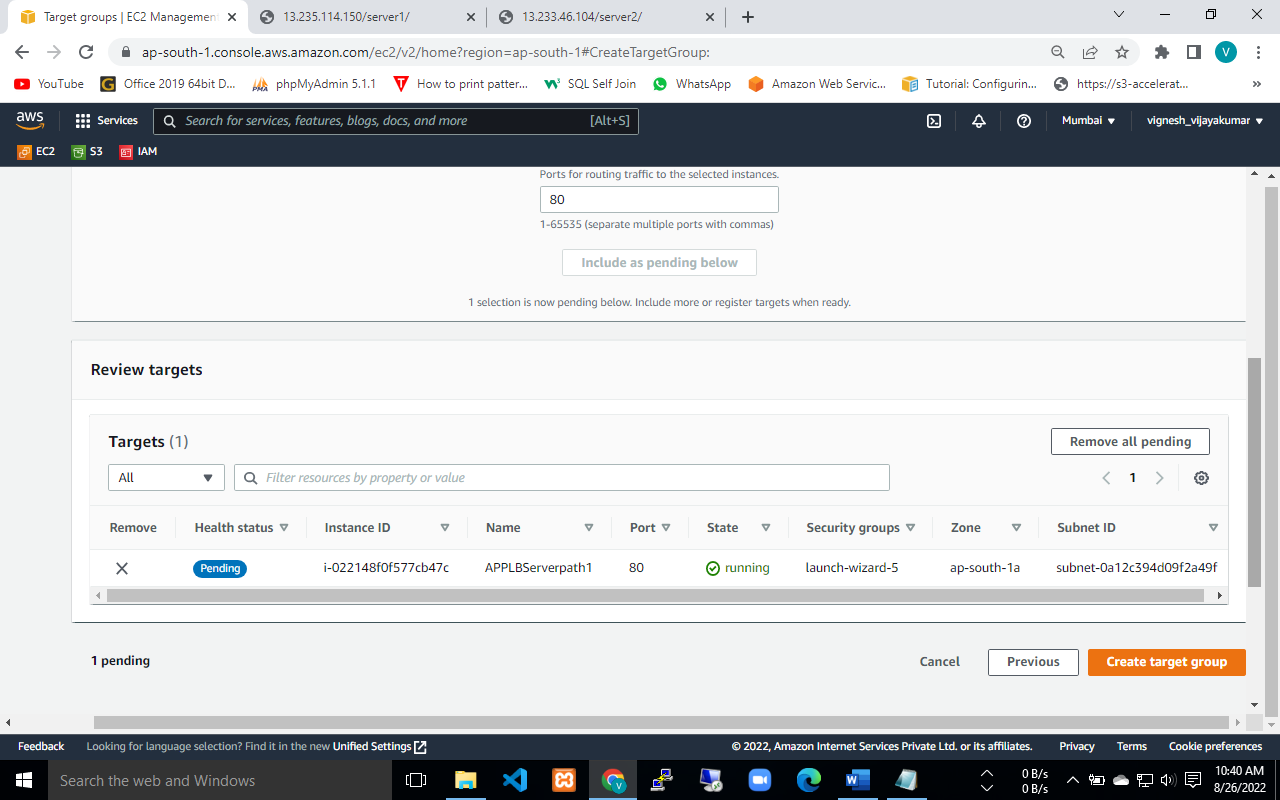 Target groups | EC2 Management
13.235.114.150/server1/
13.233.46.104/server2/
ap-south-1.console.aws.amazon.com/ec2/v2/home?region=ap-south-1#CreateTargetGroup:
V
YouTube
G
Office 2019 64bit D...
PMA
phpMyAdmin 5.1.1
T
How to print patter...
W3
SQL Self Join
WhatsApp
Amazon Web Servic...
Tutorial: Configurin...
https://s3-accelerat...
»
aws
Services
Search for services, features, blogs, docs, and more
[Alt+S]
Mumbai
vignesh_vijayakumar
EC2
S3
IAM
Ports for routing traffic to the selected instances.
80
1-65535 (separate multiple ports with commas)
Include as pending below
1 selection is now pending below. Include more or register targets when ready.
Review targets
Targets (1)
Remove all pending
All
Filter resources by property or value
1
Remove Health status Instance ID Name Port State Security groups Zone Subnet ID
Pending i-022148f0f577cb47c APPLBServerpath1 80 running launch-wizard-5 ap-south-1a subnet-0a12c394d09f2a49f
1 pending
Cancel
Previous
Create target group
Feedback
Looking for language selection? Find it in the new Unified Settings
© 2022, Amazon Internet Services Private Ltd. or its affiliates.
Privacy
Terms
Cookie preferences
Search the web and Windows
V
W
0 B/s
0 B/s
10:40 AM
8/26/2022